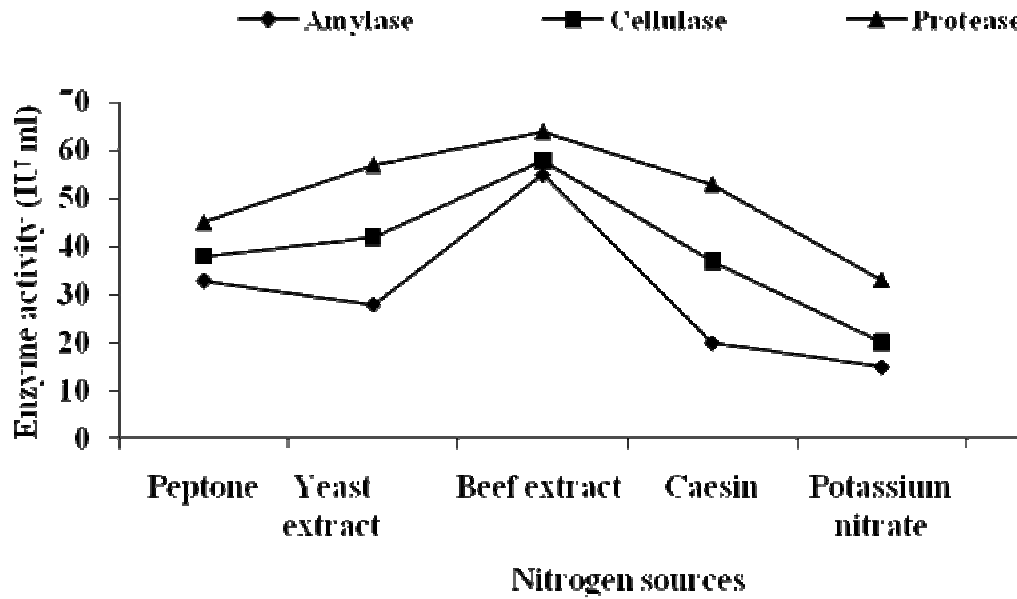 Amylase Cellulase Protease
Enzyme activity (IU ml)
70
60
50
40
30
20
10
0
Peptone Yeast extract Beef extract Caesin Potassium nitrate
Nitrogen sources